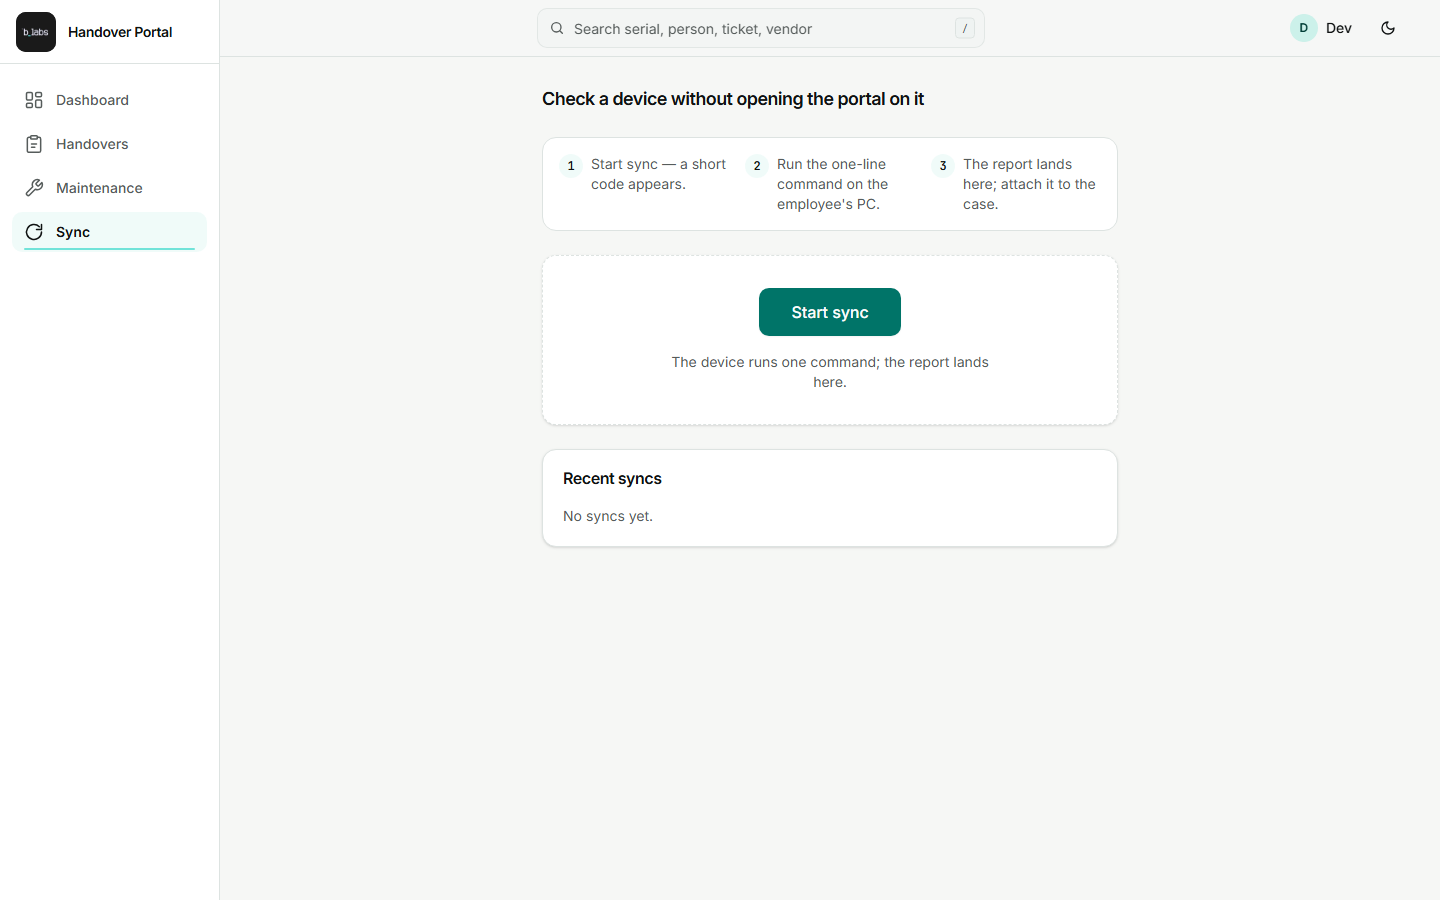 b_labs
Handover Portal
Search serial, person, ticket, vendor
/
D
Dev
Dashboard
Handovers
Maintenance
Sync
Check a device without opening the portal on it
1
Start sync — a short
code appears.
2
Run the one-line
command on the
employee's PC.
3
The report lands
here; attach it to the
case.
Start sync
The device runs one command; the report lands
here.
Recent syncs
No syncs yet.